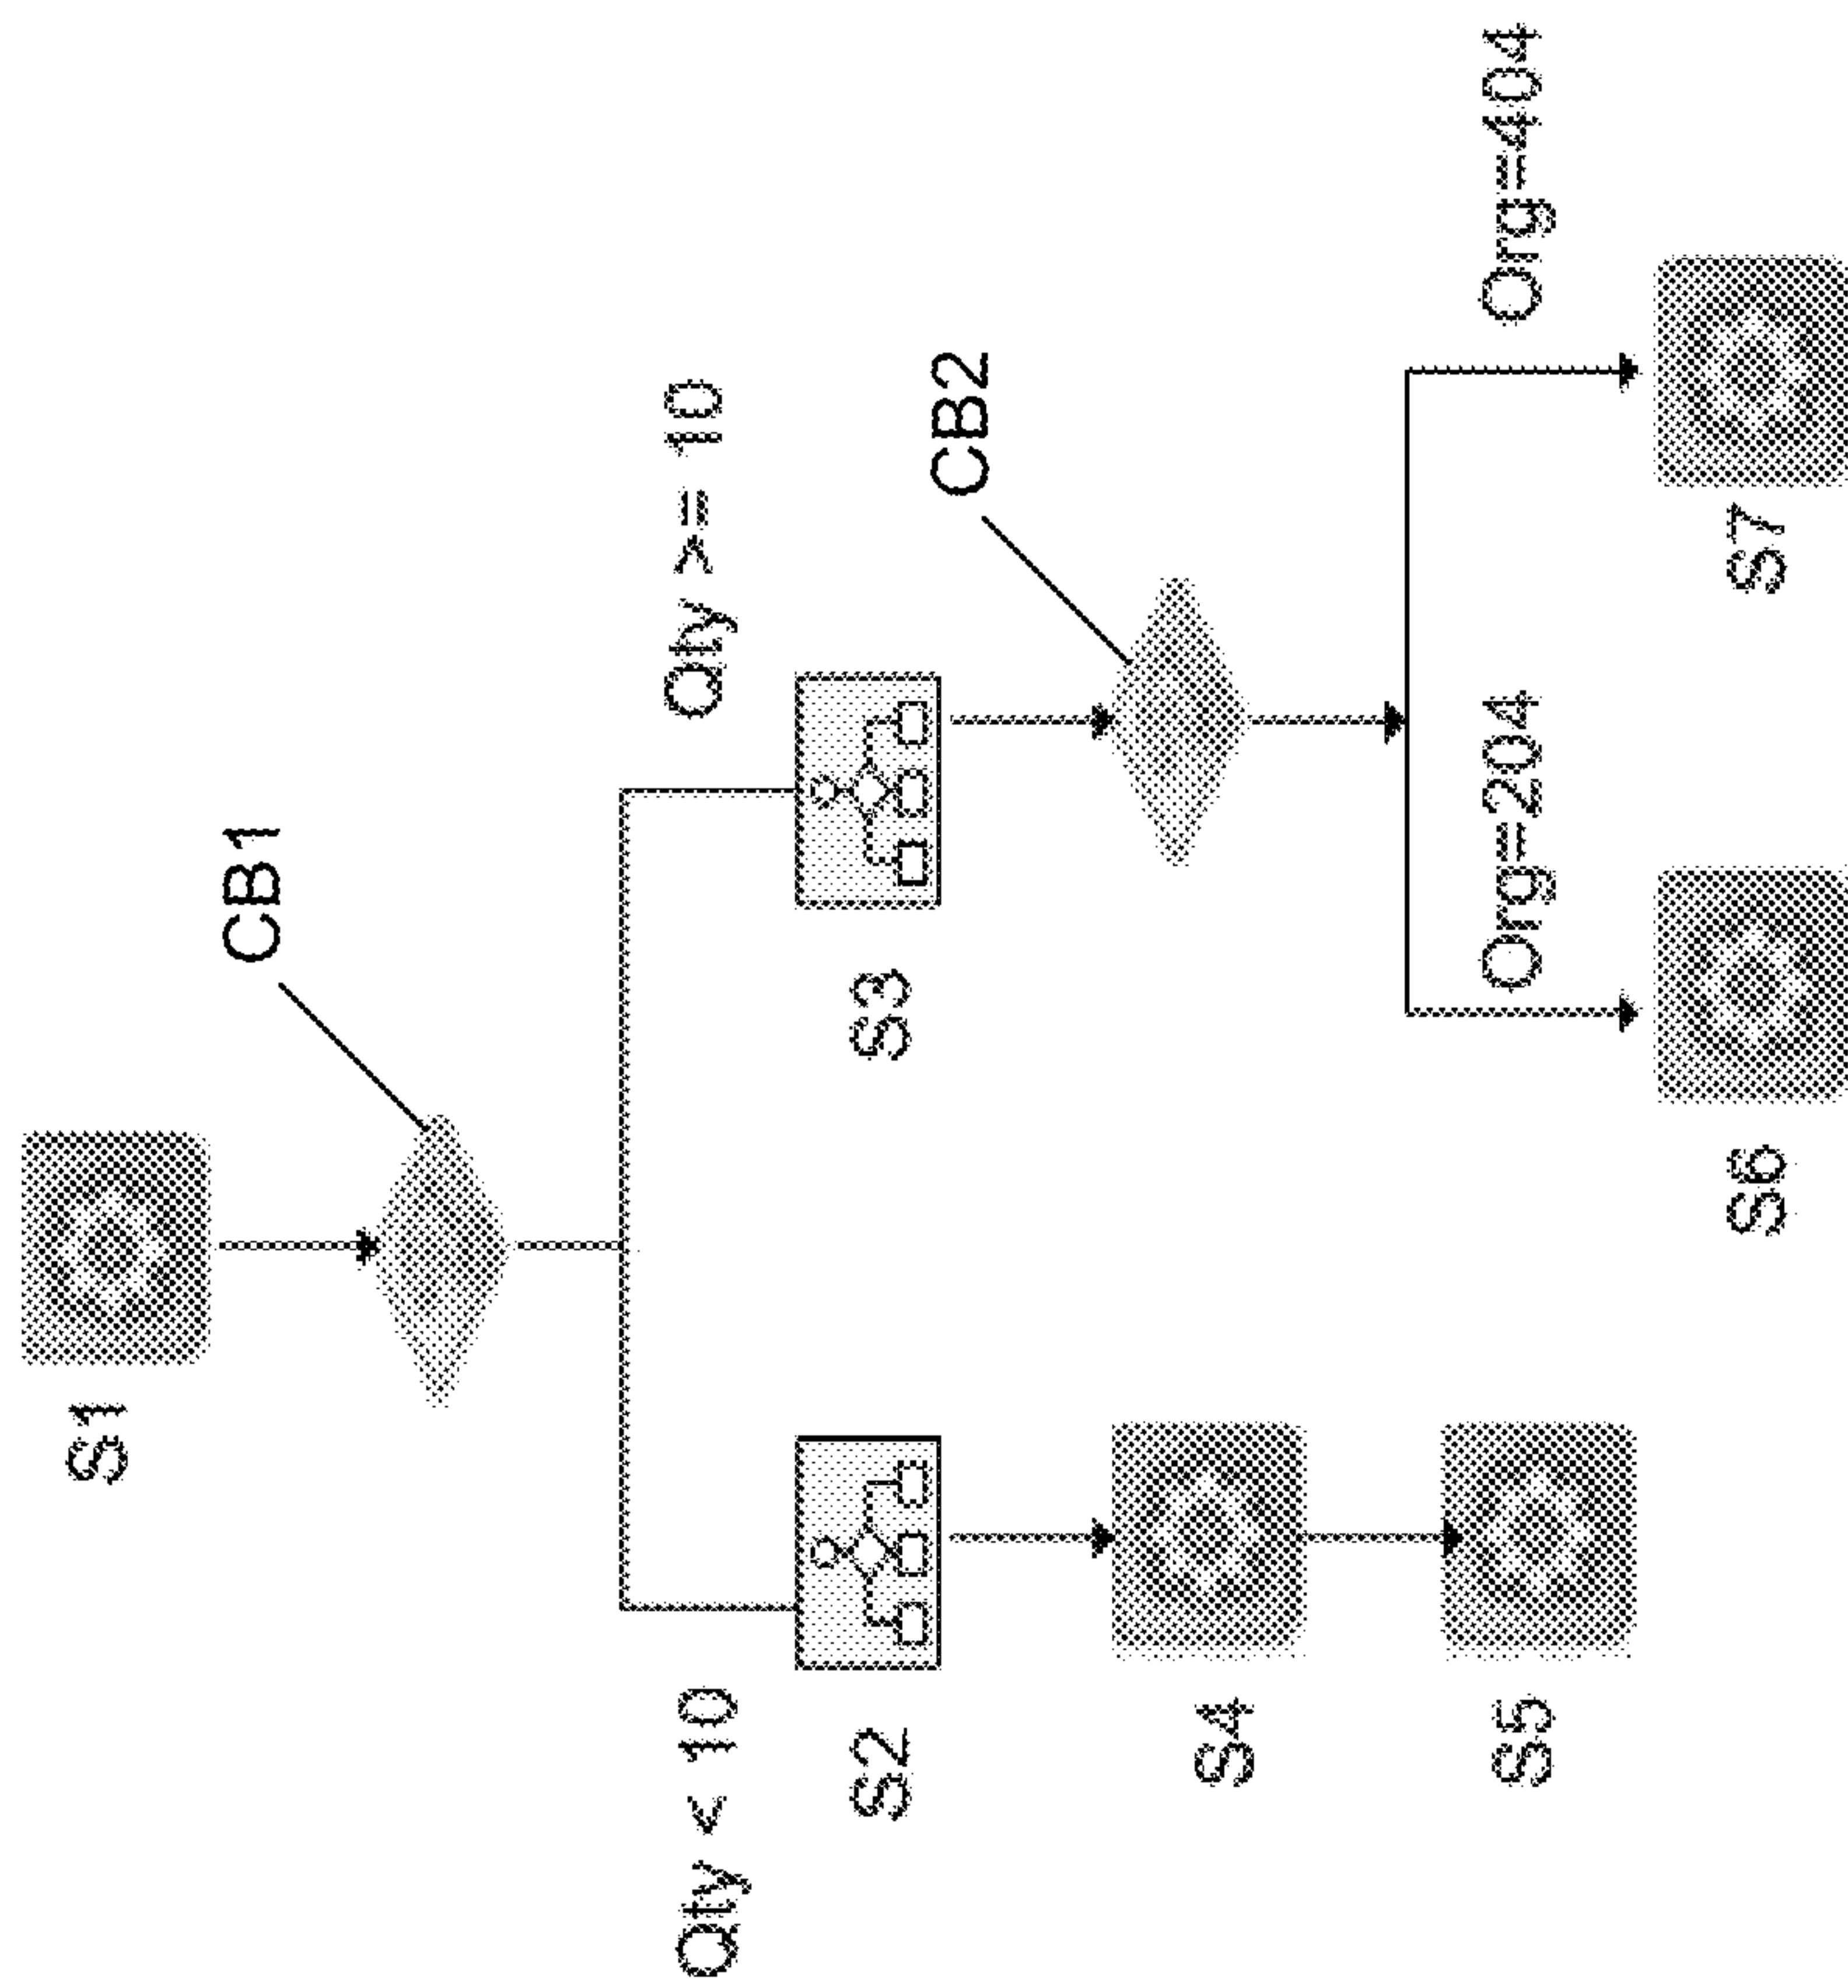 S1
CB1
Qty < 10
Qty >= 10
S2
S3
CB2
S4
S5
Org=204
Org=404
S6
S7